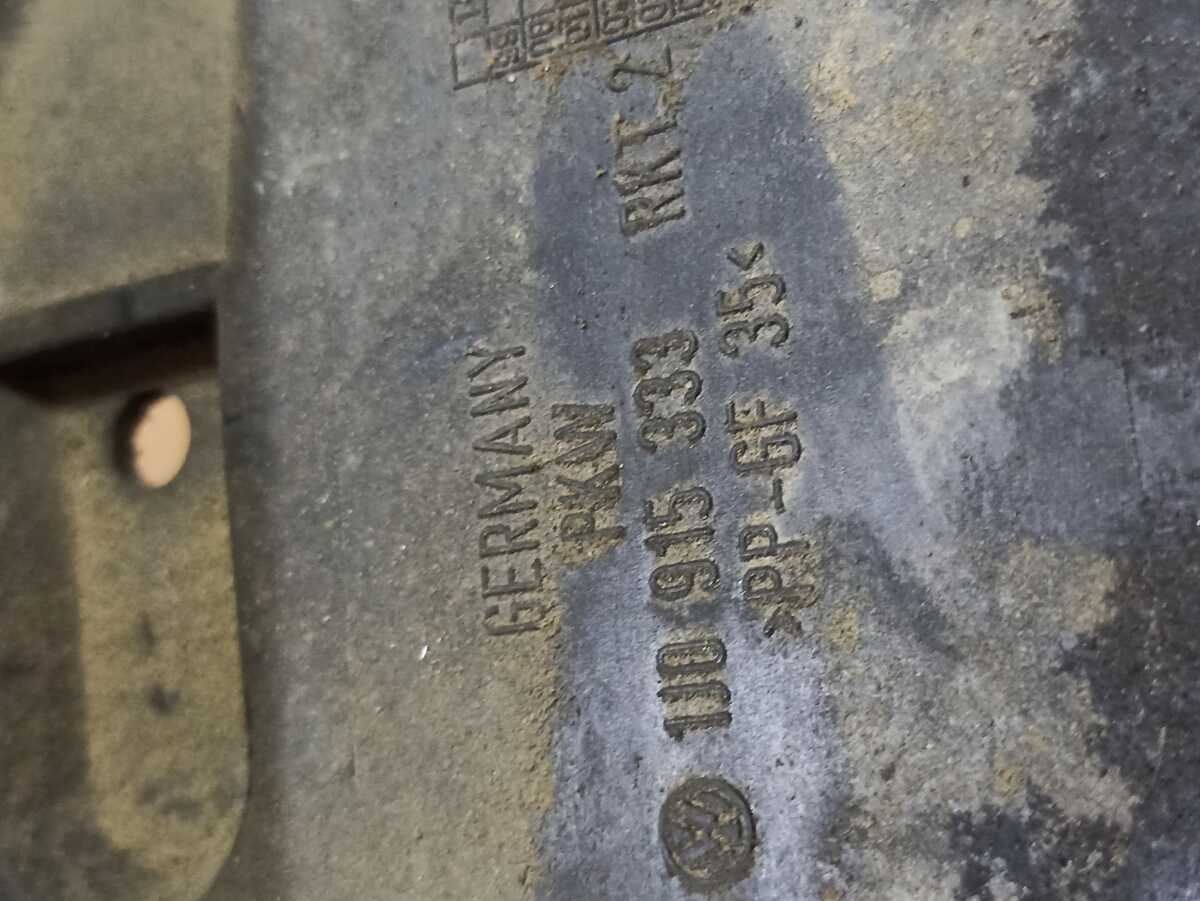 GERMANY
PKW
1J0 915 333 RKT. 2
>PP-GF 35<